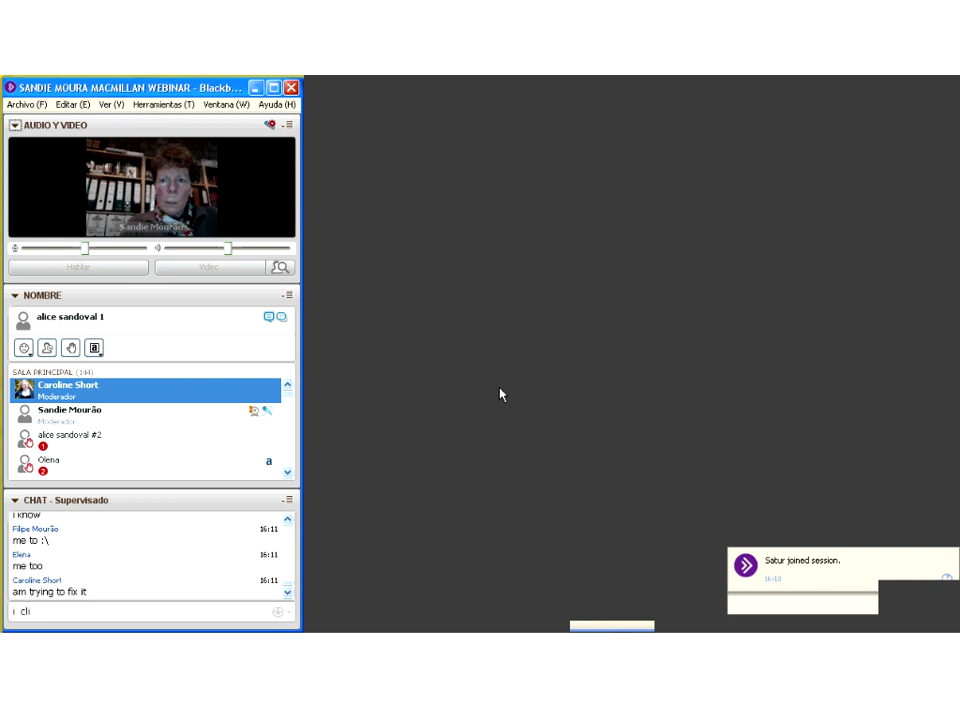 SANDIE MOURA MACMILLAN WEBINAR - Blackb...
Archivo (F) Editar (E) Ver (V) Herramientas (T) Ventana (W) Ayuda (H)
AUDIO Y VIDEO
Sandie Mourão
Hablar Video
NOMBRE
alice sandoval 1
SALA PRINCIPAL (144)
Caroline Short
Moderador
Sandie Mourão
Moderador
alice sandoval #2
1
Olena
2
a
CHAT - Supervisado
I know
Filipe Mourão 16:11
me to :\
Elena 16:11
me too
Caroline Short 16:11
am trying to fix it
i cli
Satur joined session.
16:10